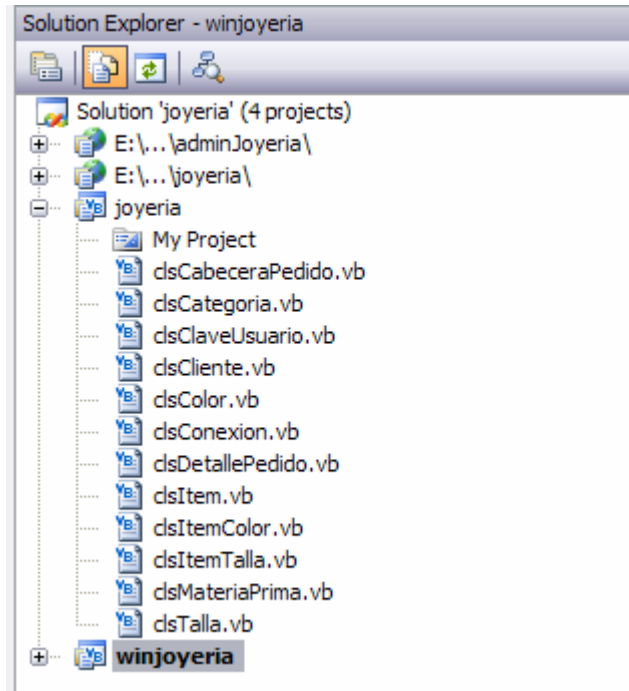 Solution Explorer - winjoyeria
Solution 'joyeria' (4 projects)
E:\...\adminJoyeria\
E:\...\joyeria\
joyeria
My Project
clsCabeceraPedido.vb
clsCategoria.vb
clsClaveUsuario.vb
clsCliente.vb
clsColor.vb
clsConexion.vb
clsDetallePedido.vb
clsItem.vb
clsItemColor.vb
clsItemTalla.vb
clsMateriaPrima.vb
clsTalla.vb
winjoyeria